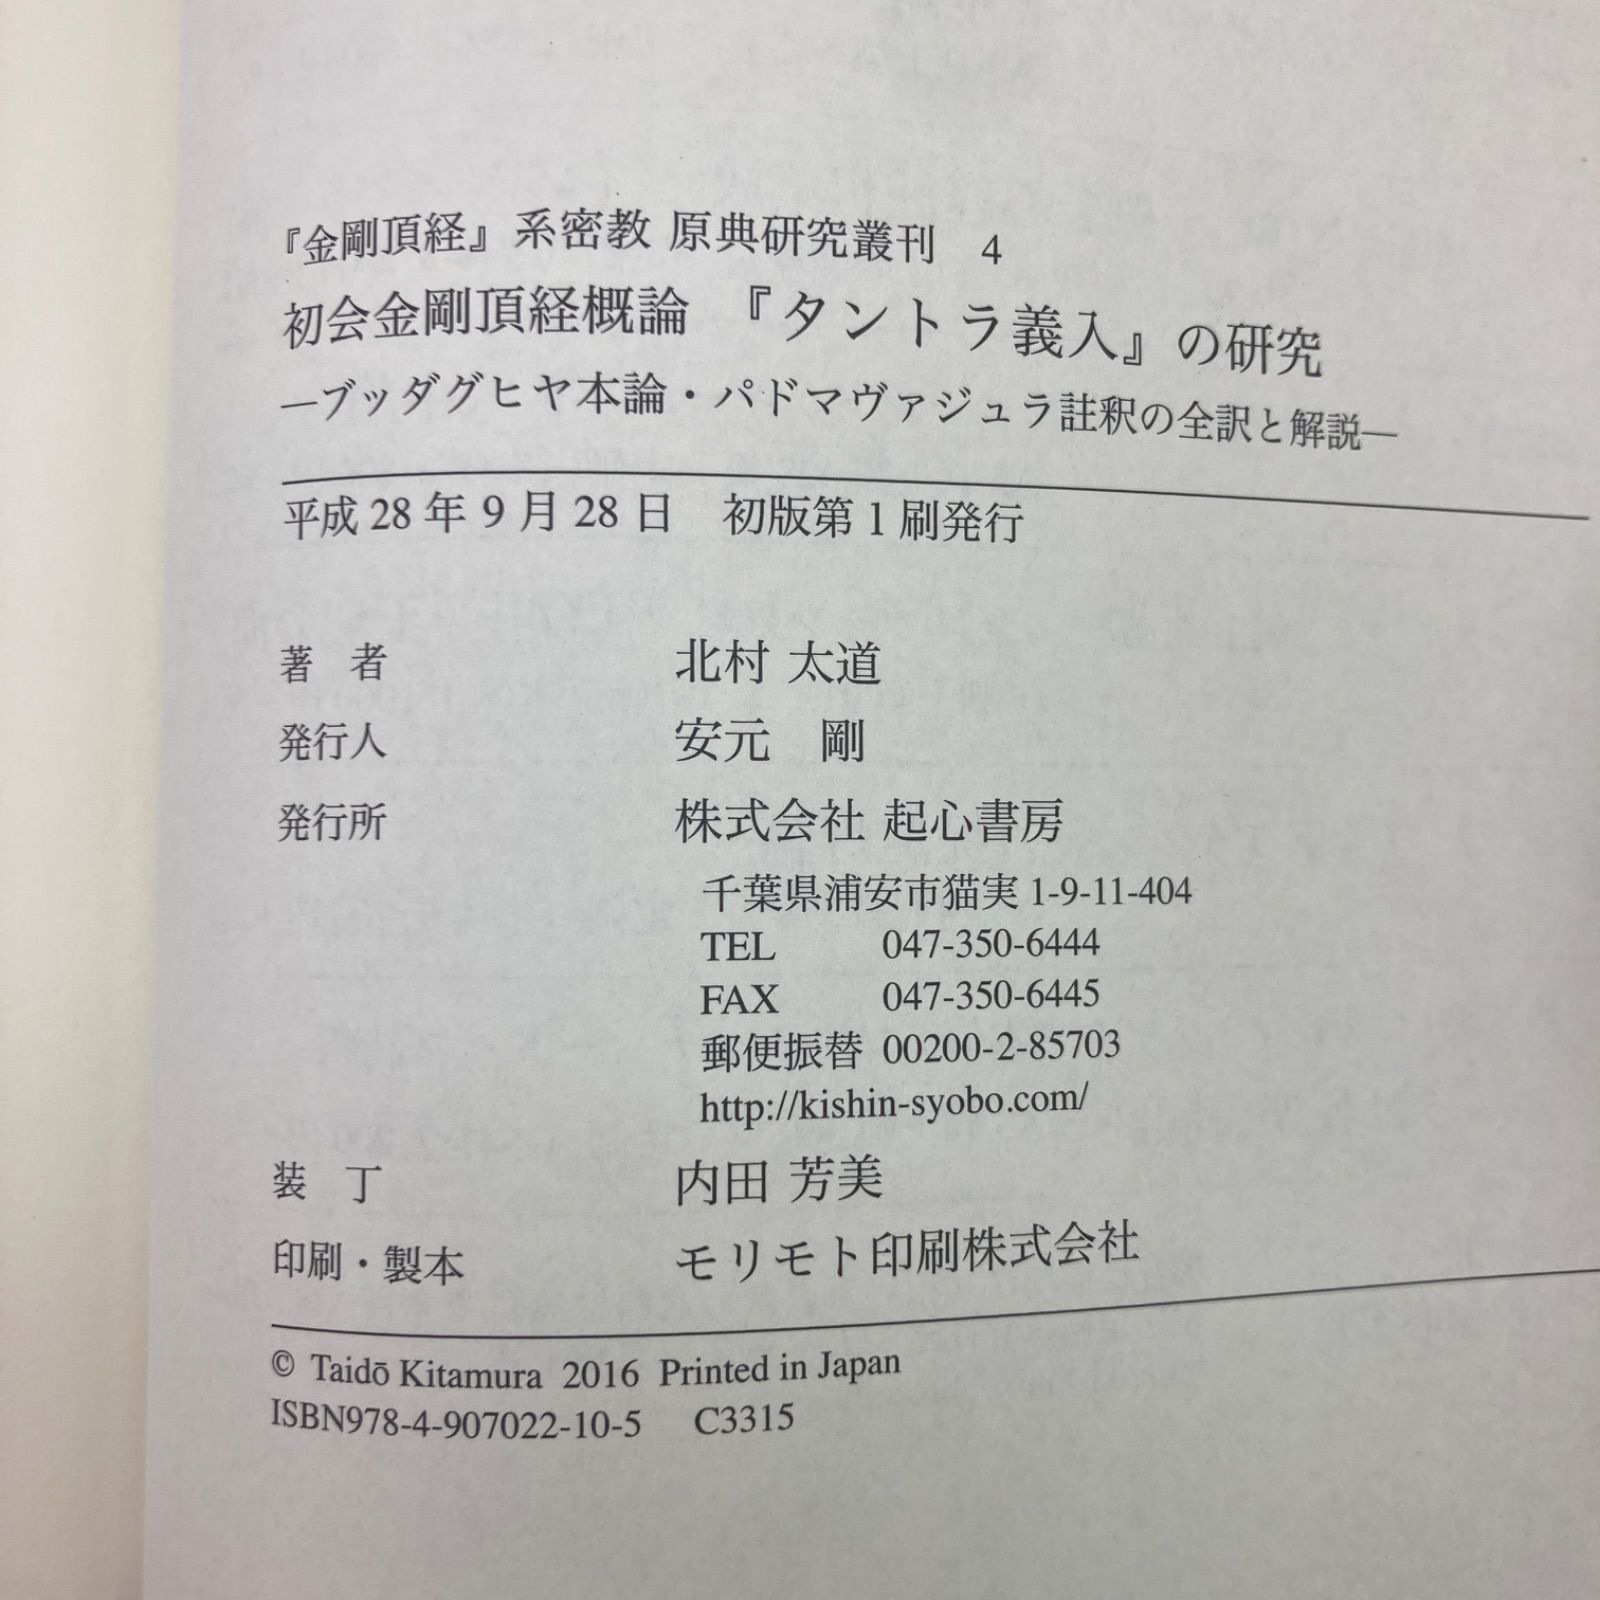 『金剛頂経』系密教 原典研究叢刊　4
初会金剛頂経概論　『タントラ義入』の研究
―ブッダグヒヤ本論・パドマヴァジュラ註釈の全訳と解説―
平成 28 年 9 月 28 日　初版第 1 刷発行
著　者　北村 太道
発行人　安元　剛
発行所　株式会社 起心書房
千葉県浦安市猫実 1-9-11-404
TEL　047-350-6444
FAX　047-350-6445
郵便振替 00200-2-85703
http://kishin-syobo.com/
装　丁　内田 芳美
印刷・製本　モリモト印刷株式会社
© Taidō Kitamura 2016 Printed in Japan
ISBN978-4-907022-10-5　C3315